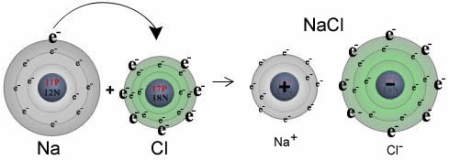 e⁻
NaCl
e⁻ e⁻ e⁻ e⁻ e⁻ e⁻ e⁻ e⁻ e⁻ e⁻
11P
12N
+
e⁻ e⁻ e⁻ e⁻ e⁻ e⁻ e⁻ e⁻ e⁻ e⁻ e⁻ e⁻ e⁻ e⁻ e⁻ e⁻ e⁻
17P
18N
→
e⁻ e⁻ e⁻ e⁻ e⁻ e⁻ e⁻ e⁻ e⁻ e⁻
+
e⁻ e⁻ e⁻ e⁻ e⁻ e⁻ e⁻ e⁻ e⁻ e⁻ e⁻ e⁻ e⁻ e⁻ e⁻ e⁻ e⁻ e⁻
-
Na
Cl
Na⁺
Cl⁻